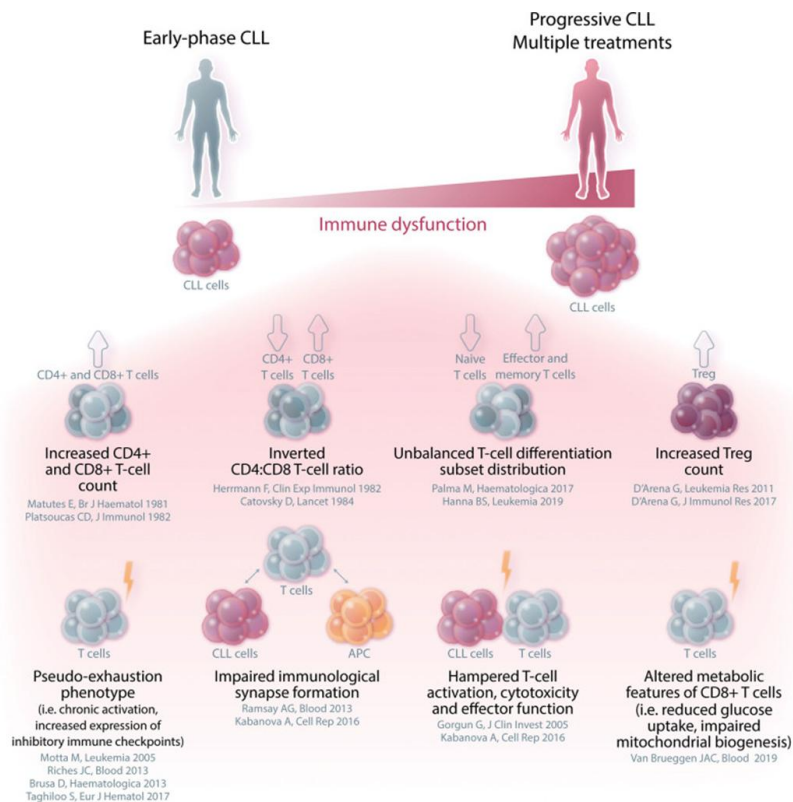 Early-phase CLL
Progressive CLL
Multiple treatments
Immune dysfunction
CLL cells
CLL cells
CD4+ and CD8+ T cells
CD4+
T cells
CD8+
T cells
Naive
T cells
Effector and
memory T cells
Treg
Increased CD4+
and CD8+ T-cell
count
Matutes E, Br J Haematol 1981
Platsoucas CD, J Immunol 1982
Inverted
CD4:CD8 T-cell ratio
Herrmann F, Clin Exp Immunol 1982
Catovsky D, Lancet 1984
Unbalanced T-cell differentiation
subset distribution
Palma M, Haematologica 2017
Hanna BS, Leukemia 2019
Increased Treg
count
D'Arena G, Leukemia Res 2011
D'Arena G, J Immunol Res 2017
T cells
Pseudo-exhaustion
phenotype
(i.e. chronic activation,
increased expression of
inhibitory immune checkpoints)
Motta M, Leukemia 2005
Riches JC, Blood 2013
Brusa D, Haematologica 2013
Taghiloo S, Eur J Hematol 2017
T cells
CLL cells
APC
Impaired immunological
synapse formation
Ramsay AG, Blood 2013
Kabanova A, Cell Rep 2016
CLL cells
T cells
Hampered T-cell
activation, cytotoxicity
and effector function
Gorgun G, J Clin Invest 2005
Kabanova A, Cell Rep 2016
T cells
Altered metabolic
features of CD8+ T cells
(i.e. reduced glucose
uptake, impaired
mitochondrial biogenesis)
Van Brueggen JAC, Blood 2019